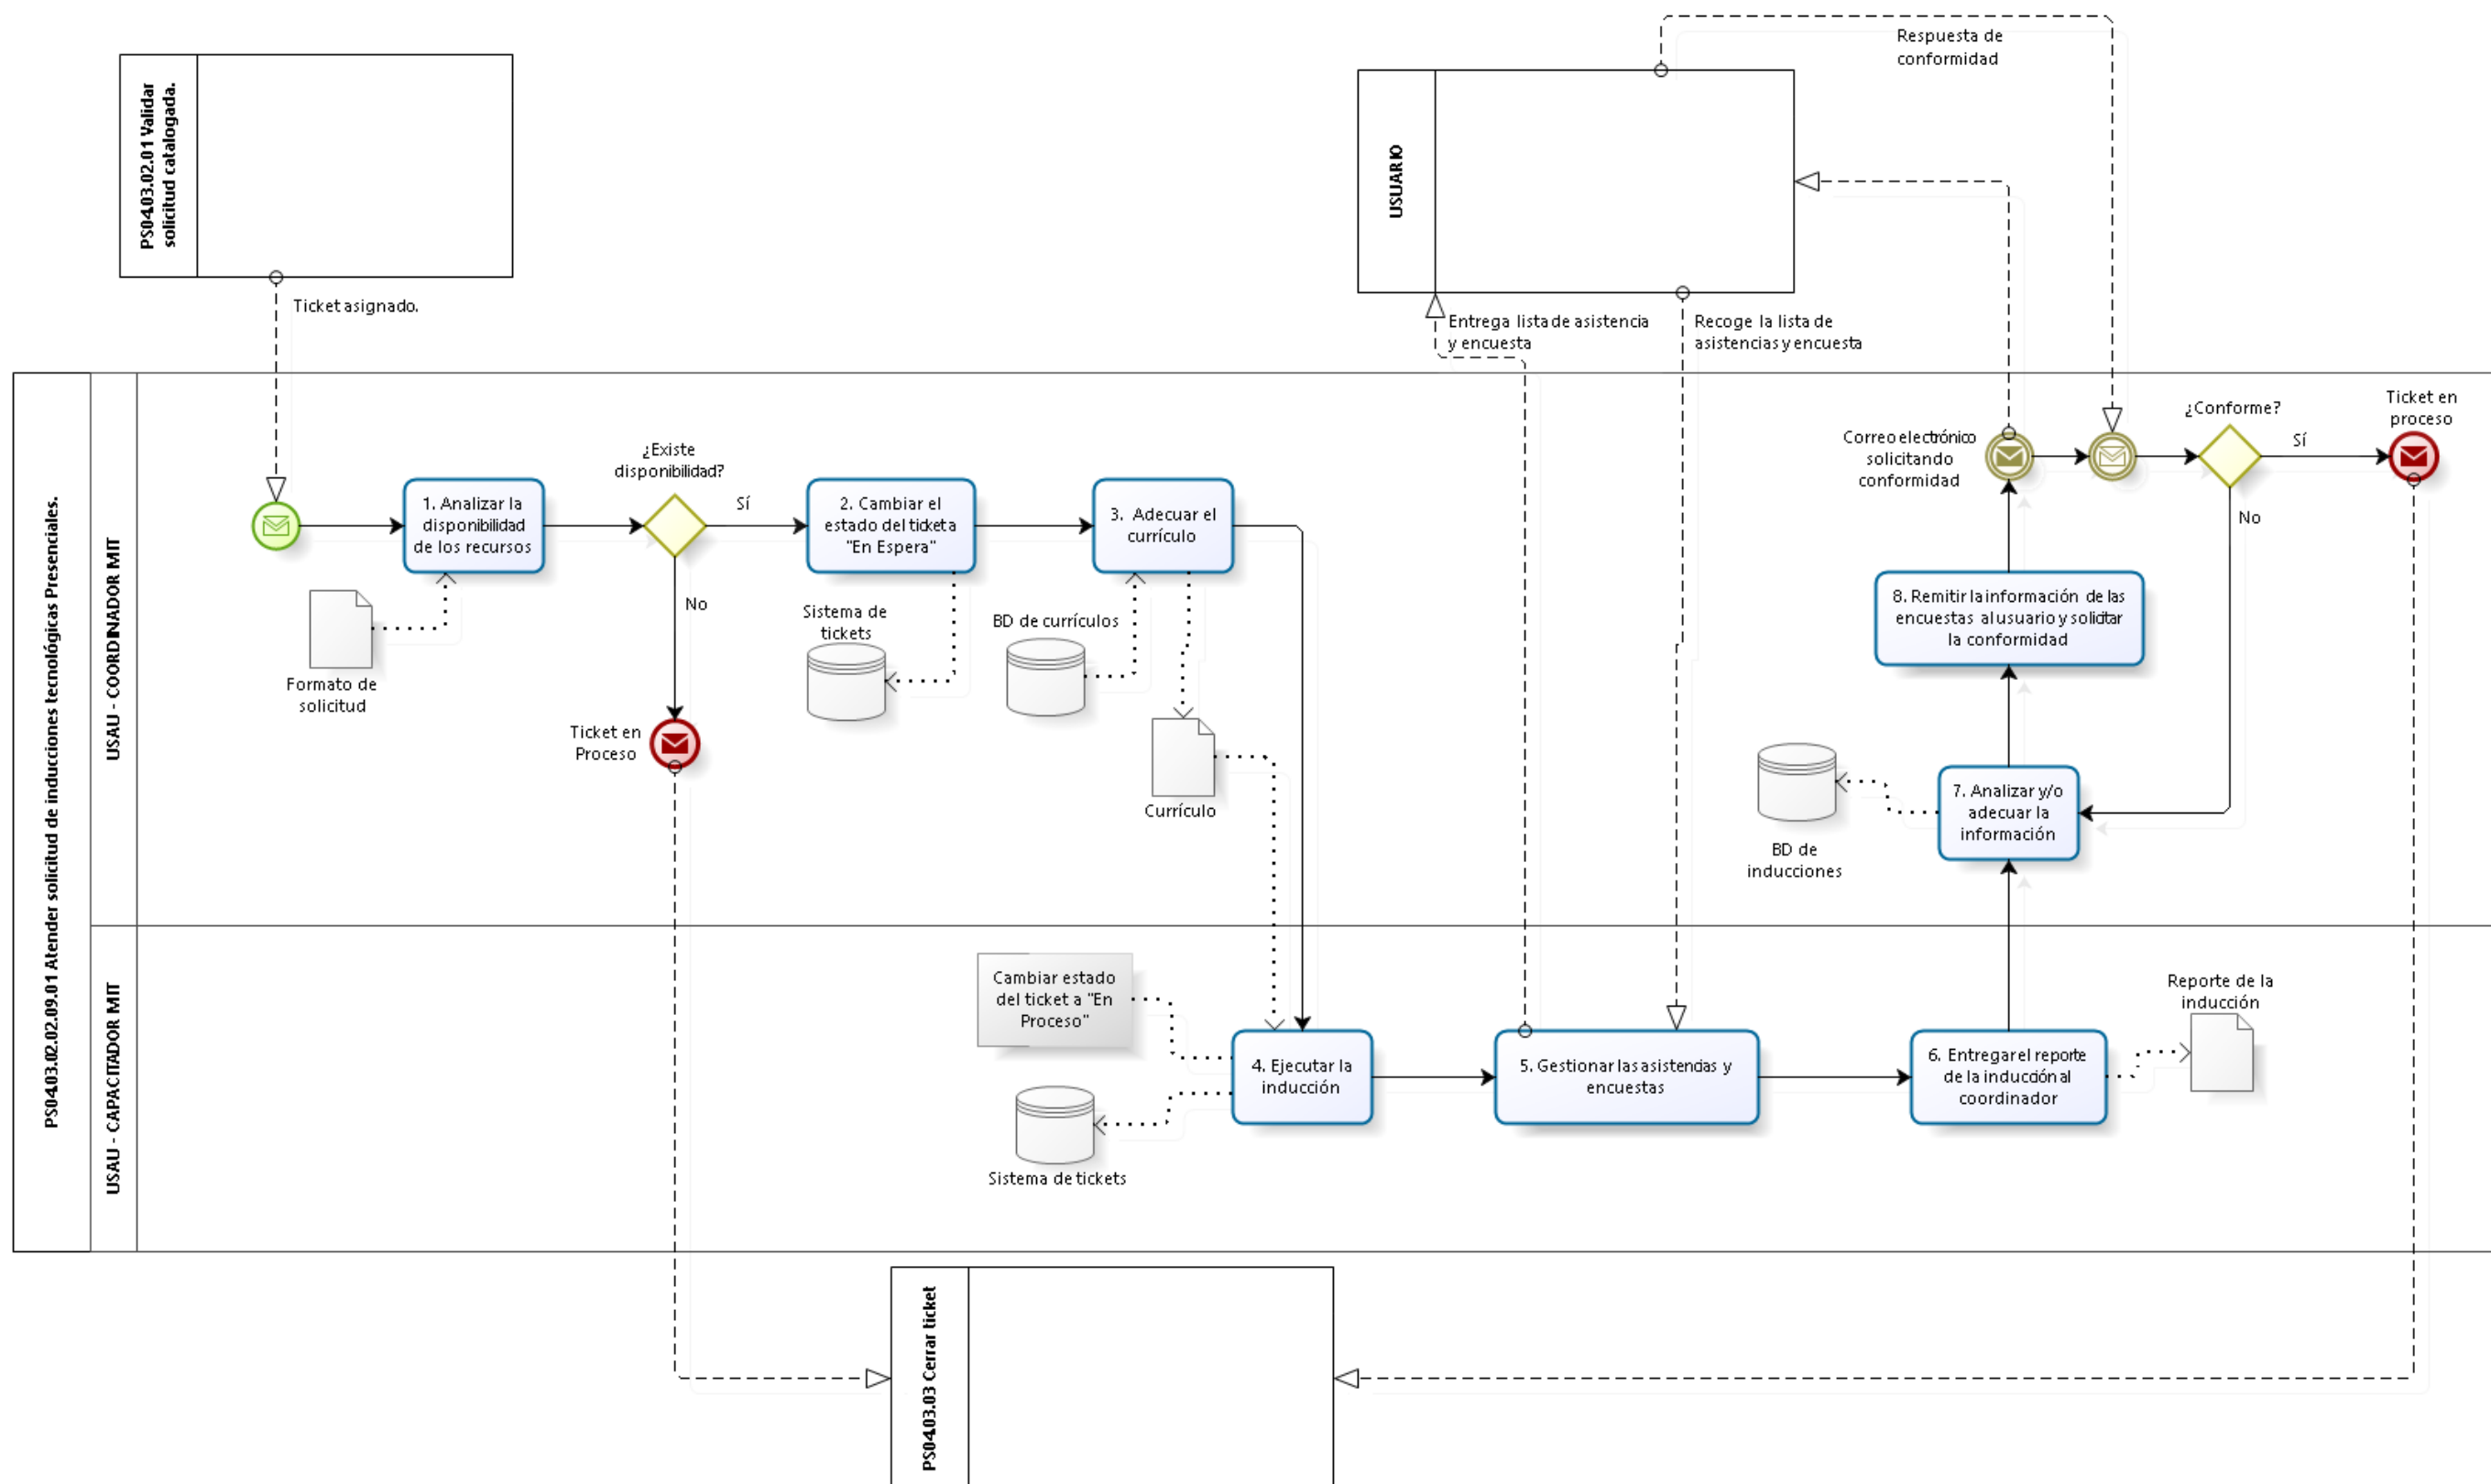 Respuesta de
conformidad
PS04.03.02.01 Validar
solicitud catalogada.
USUARIO
Ticket asignado.
Entrega lista de asistencia
y encuesta
Recoge la lista de
asistencias y encuesta
PS04.03.02.02.09.01 Atender solicitud de inducciones tecnológicas Presenciales.
USAU - COORDINADOR MIT
¿Existe
disponibilidad?
1. Analizar la
disponibilidad
de los recursos
Sí
No
2. Cambiar el
estado del ticket a
"En Espera"
3. Adecuar el
currículo
Formato de
solicitud
Sistema de
tickets
BD de currículos
Ticket en
Proceso
Currículo
Correo electrónico
solicitando
conformidad
¿Conforme?
Sí
Ticket en
proceso
No
8. Remitir la información de las
encuestas al usuario y solicitar
la conformidad
7. Analizar y/o
adecuar la
información
BD de
inducciones
USAU - CAPACITADOR MIT
Cambiar estado
del ticket a "En
Proceso"
Sistema de tickets
4. Ejecutar la
inducción
5. Gestionar las asistencias y
encuestas
6. Entregar el reporte
de la inducción al
coordinador
Reporte de la
inducción
PS04.03.03 Cerrar ticket